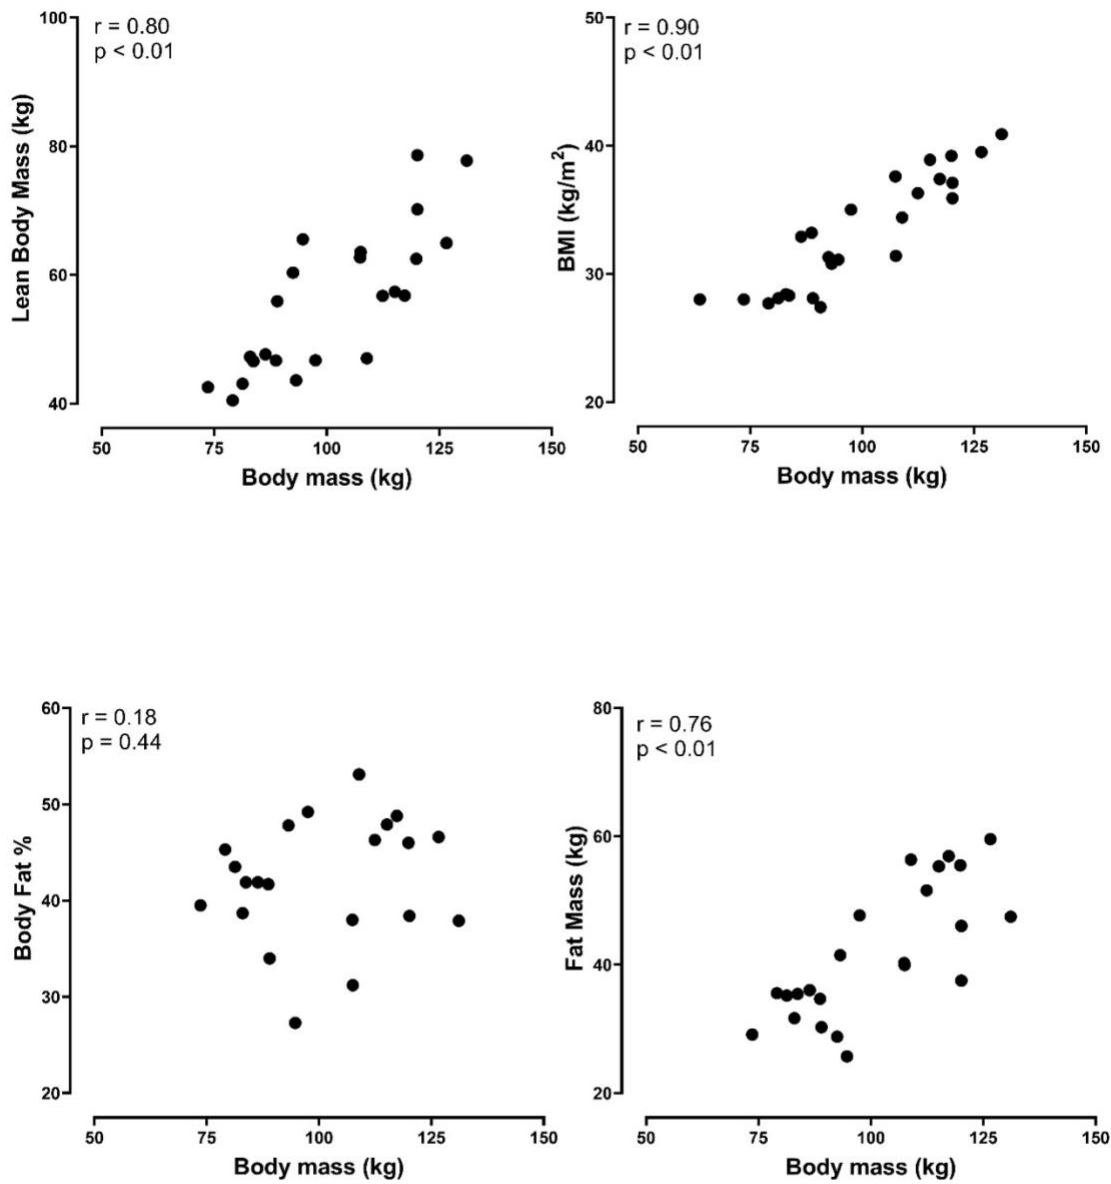 r = 0.80
p < 0.01
Lean Body Mass (kg)
100
80
60
40
50 75 100 125 150
Body mass (kg)
r = 0.90
p < 0.01
BMI (kg/m²)
50
40
30
20
50 75 100 125 150
Body mass (kg)
r = 0.18
p = 0.44
Body Fat %
60
50
40
30
20
50 75 100 125 150
Body mass (kg)
r = 0.76
p < 0.01
Fat Mass (kg)
80
60
40
20
50 75 100 125 150
Body mass (kg)